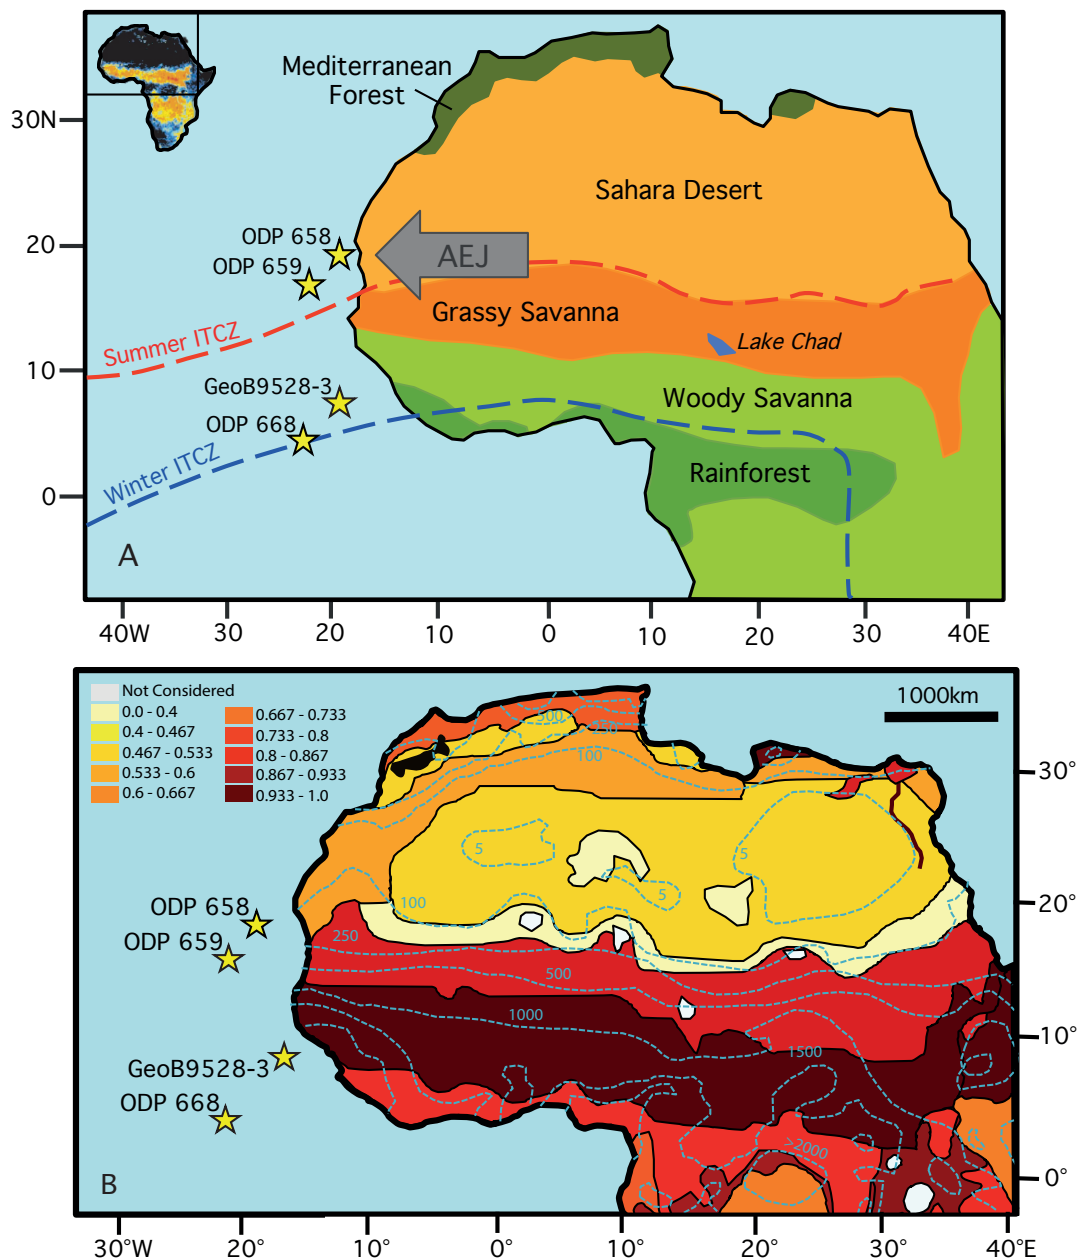 Mediterranean
Forest
30N
Sahara Desert
ODP 658
20
AEJ
ODP 659
Grassy Savanna
Summer ITCZ
Lake Chad
10
GeoB9528-3
Woody Savanna
ODP 668
Winter ITCZ
Rainforest
0
A
40W 30 20 10 0 10 20 30 40E
Not Considered
0.0 - 0.4
0.4 - 0.467
0.467 - 0.533
0.533 - 0.6
0.6 - 0.667
0.667 - 0.733
0.733 - 0.8
0.8 - 0.867
0.867 - 0.933
0.933 - 1.0
1000km
500
250
100
30°
5
5
5
100
20°
ODP 658
ODP 659
250
500
1000
10°
1500
GeoB9528-3
ODP 668
>2000
0°
B
30°W 20° 10° 0° 10° 20° 30° 40°E